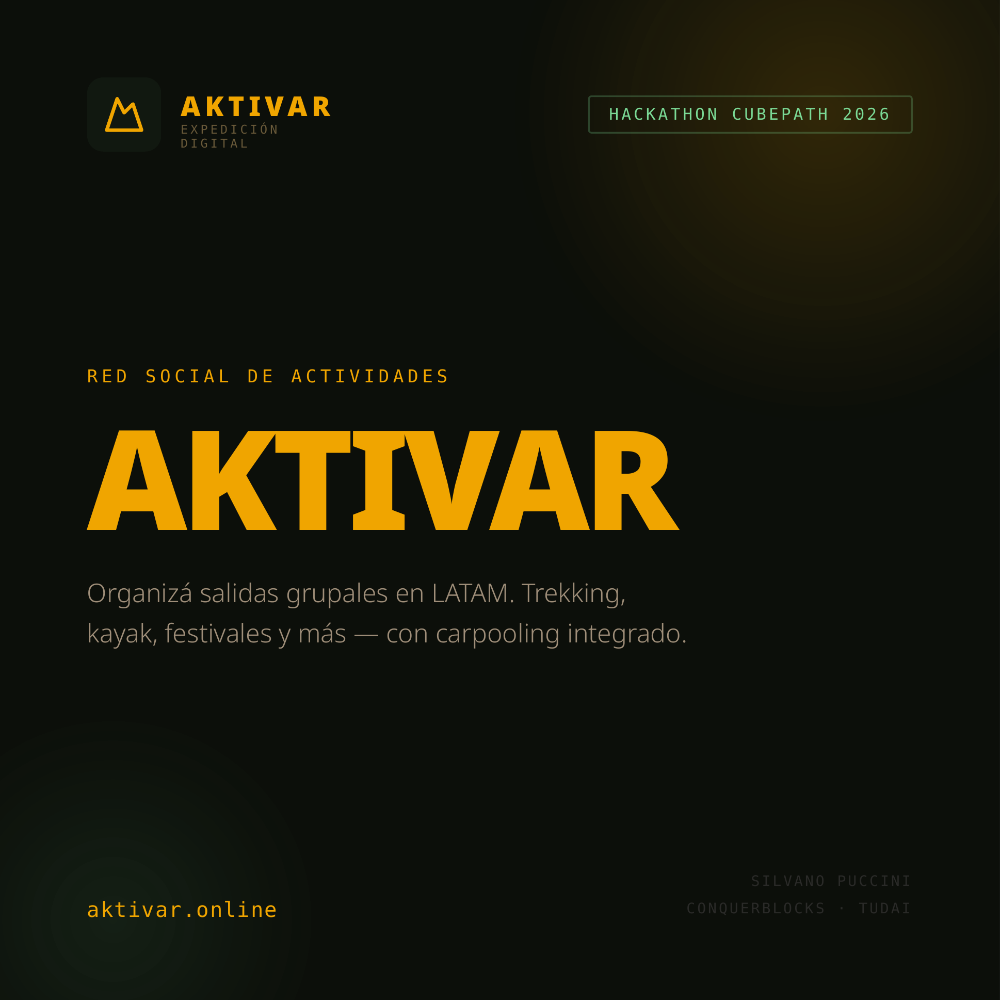 AKTIVAR
EXPEDICIÓN
DIGITAL
HACKATHON CUBEPATH 2026
RED SOCIAL DE ACTIVIDADES
AKTIVAR
Organizá salidas grupales en LATAM. Trekking,
kayak, festivales y más — con carpooling integrado.
aktivar.online
SILVANO PUCCINI
CONQUERBLOCKS · TUDAI